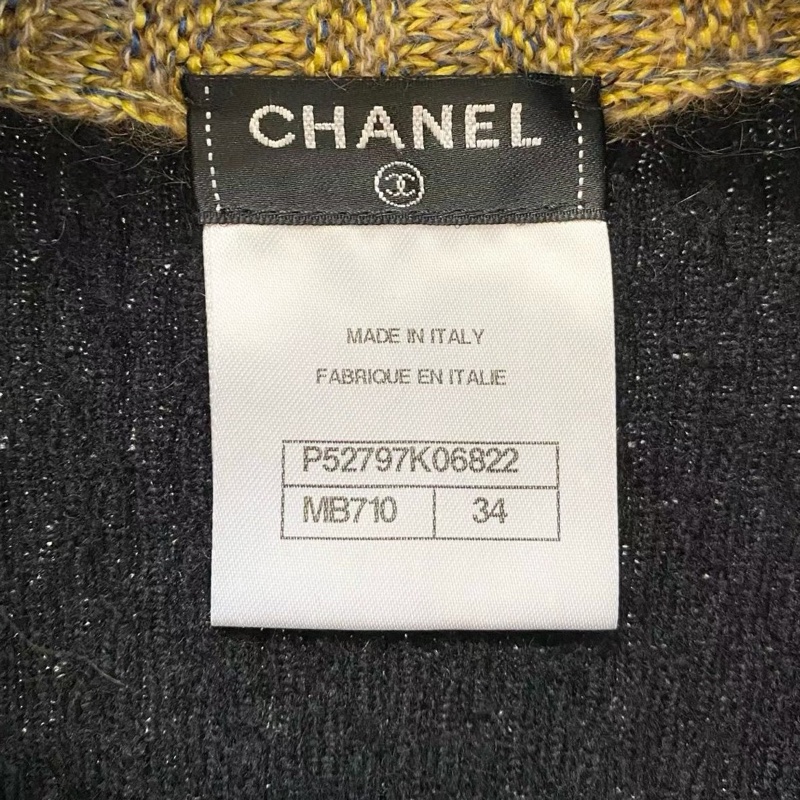 CHANEL
MADE IN ITALY
FABRIQUE EN ITALIE
P52797K06822
MB710 34